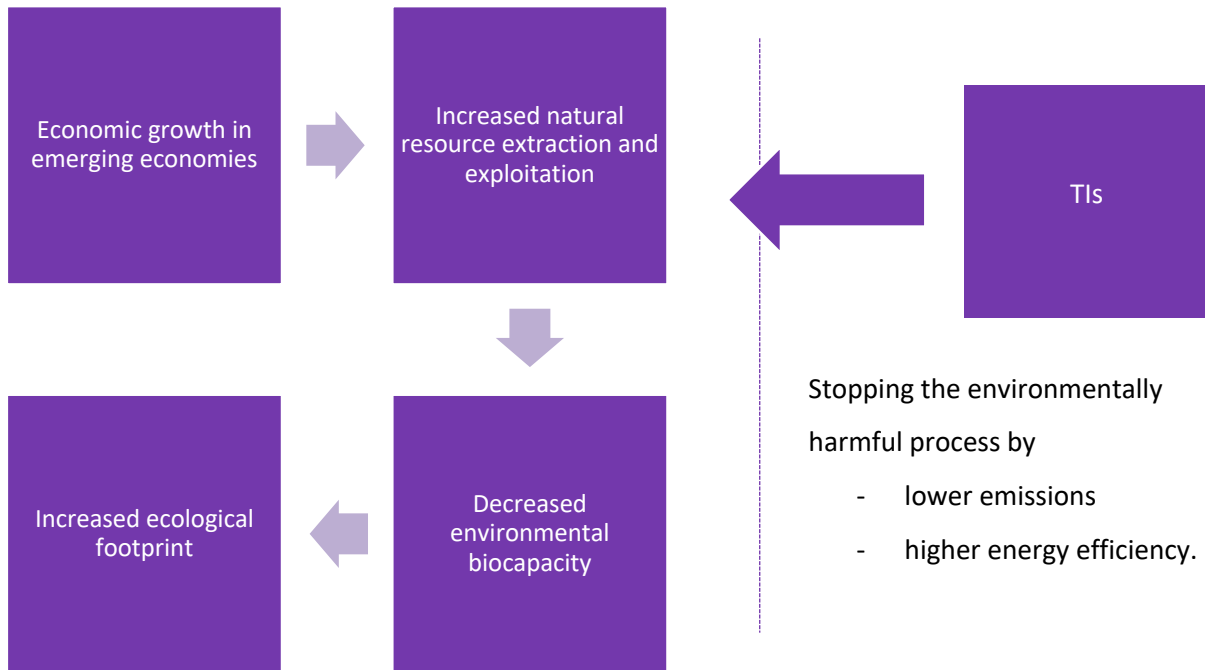 Economic growth in
emerging economies
Increased natural
resource extraction and
exploitation
TIs
Increased ecological
footprint
Decreased
environmental
biocapacity
Stopping the environmentally
harmful process by
- lower emissions
- higher energy efficiency.